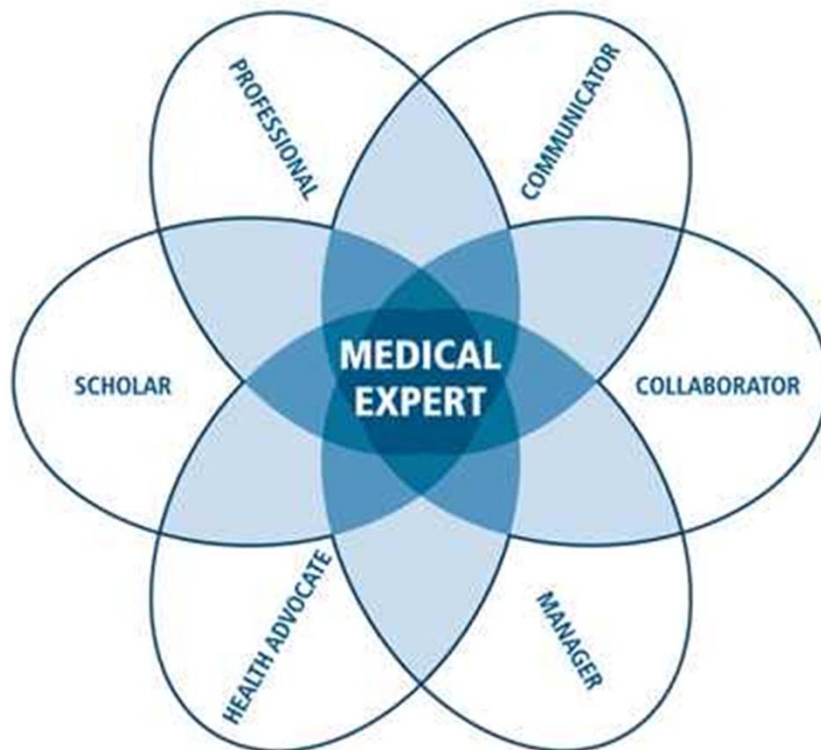 PROFESSIONAL
COMMUNICATOR
SCHOLAR
MEDICAL
EXPERT
COLLABORATOR
HEALTH ADVOCATE
MANAGER